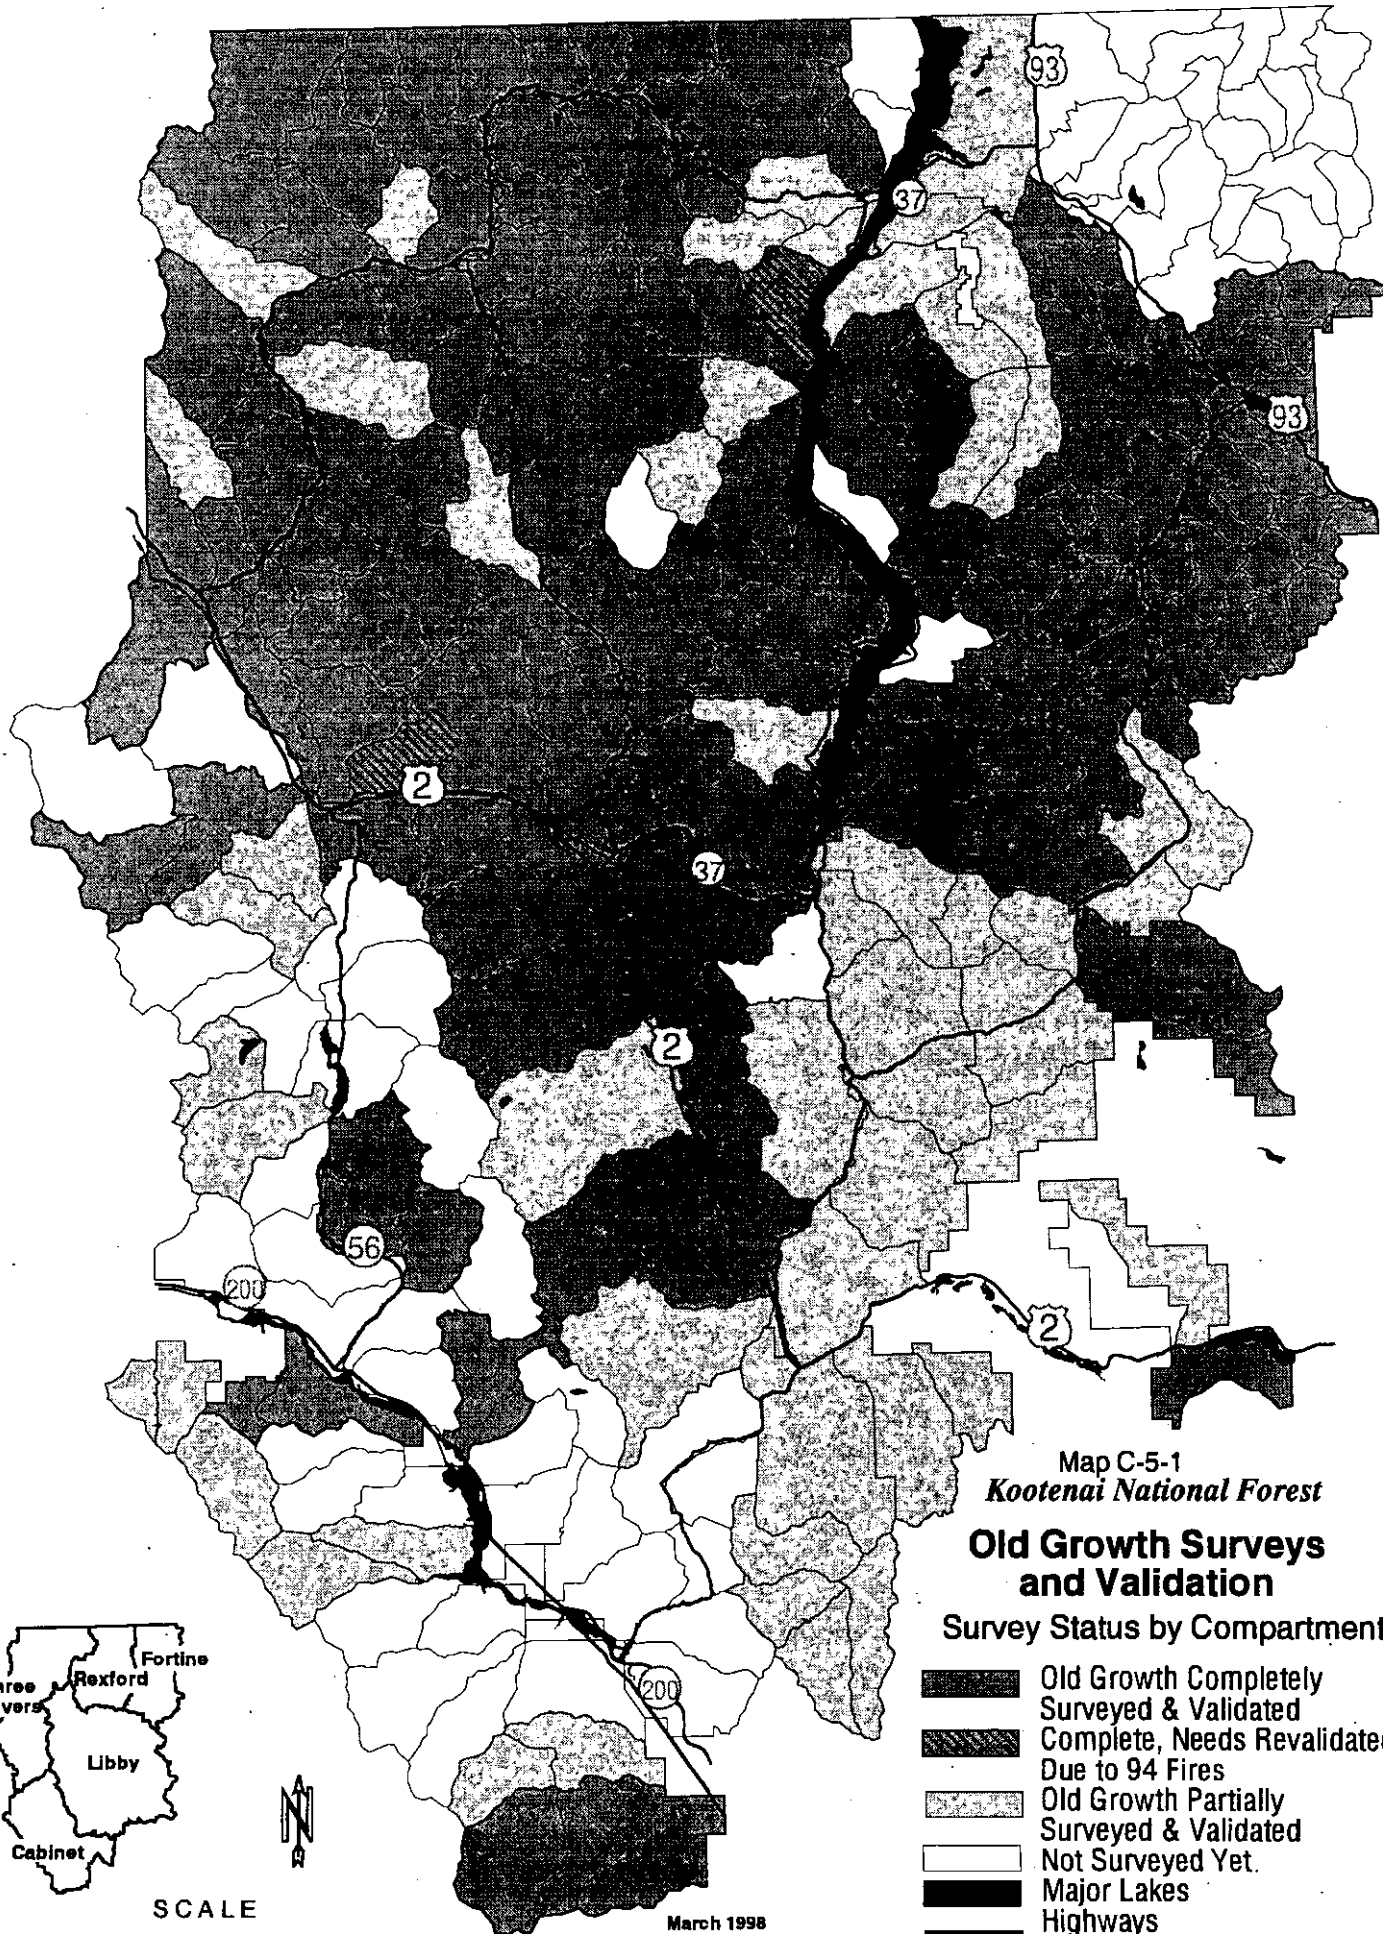 93
37
93
2
37
2
56
200
2
Map C-5-1
Kootenai National Forest
Old Growth Surveys
and Validation
Survey Status by Compartment
Old Growth Completely
Surveyed & Validated
Complete, Needs Revalidated
Due to 94 Fires
Old Growth Partially
Surveyed & Validated
Not Surveyed Yet.
Major Lakes
Highways
200
Fortine
Rexford
ree
vers
Libby
Cabinet
N
SCALE
March 1998